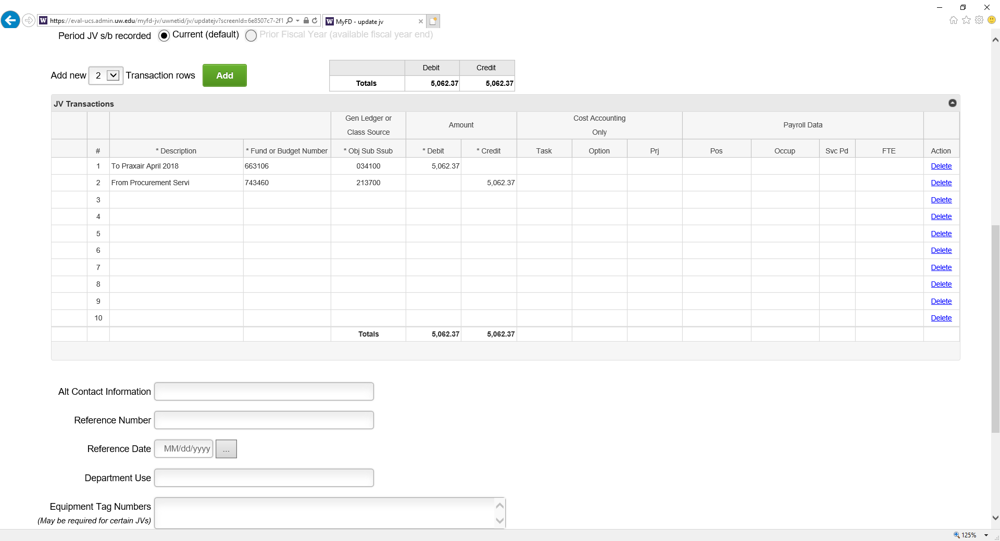 https://eval-ucs.admin.uw.edu/myfd-jv/uwnetid/jv/updatejv?screenId=6e8507c7-2f1
MyFD - update jv
Period JV s/b recorded Current (default) Prior Fiscal Year (available fiscal year end)
Add new 2 Transaction rows Add
Debit Credit
Totals 5,062.37 5,062.37
JV Transactions
Gen Ledger or Class Source Amount Cost Accounting Only Payroll Data
# * Description * Fund or Budget Number * Obj Sub Ssub * Debit * Credit Task Option Prj Pos Occup Svc Pd FTE Action
1 To Praxair April 2018 663106 034100 5,062.37 Delete
2 From Procurement Servi 743460 213700 5,062.37 Delete
3 Delete
4 Delete
5 Delete
6 Delete
7 Delete
8 Delete
9 Delete
10 Delete
Totals 5,062.37 5,062.37
Alt Contact Information
Reference Number
Reference Date MM/dd/yyyy ...
Department Use
Equipment Tag Numbers
(May be required for certain JVs)
125%